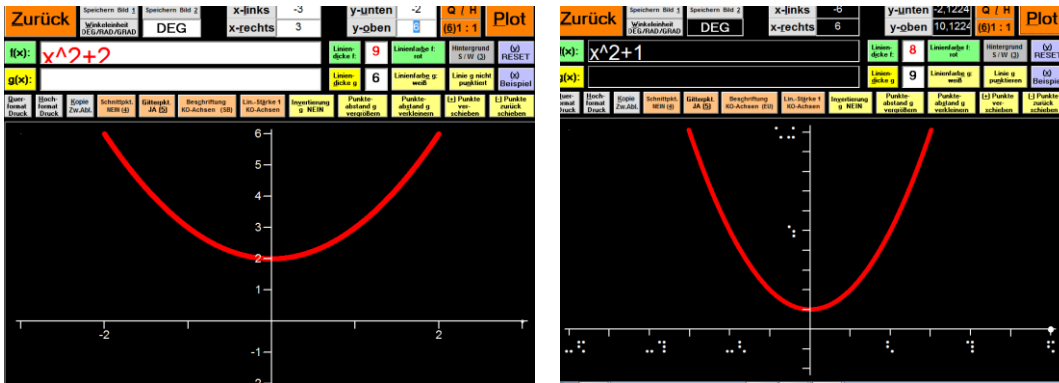 Zurück
Speichern Bild 1
Speichern Bild 2
x-links -3
y-unten -2
Q / H
Plot
Winkeleinheit DEG/RAD/GRAD
DEG
x-rechts 3
y-oben 6
(6)1 : 1
f(x): x^2+2
Linien-dicke f: 9
Linienfarbe f: rot
Hintergrund S / W (3)
(y) RESET
g(x):
Linien-dicke g 6
Linienfarbe g: weiß
Linie g nicht punktiert
(x) Beispiel
Quer-format Druck
Hoch-format Druck
Kopie Zw.Abl.
Schnittpkt. NEIN (4)
Gitterpkt. JA (5)
Beschriftung KO-Achsen (SB)
Lin.-Stärke 1 KO-Achsen
Invertierung g NEIN
Punkte-abstand g vergrößern
Punkte-abstand g verkleinern
(+) Punkte ver-schieben
(-) Punkte zurück schieben
6
5
4
3
2
1
-2
2
-1
-2
Zurück
Speichern Bild 1
Speichern Bild 2
x-links -6
y-unten -2,1224
Q / H
Plot
Winkeleinheit DEG/RAD/GRAD
DEG
x-rechts 6
y-oben 10,1224
(6)1 : 1
f(x): x^2+1
Linien-dicke f: 8
Linienfarbe f: rot
Hintergrund S / W (3)
(y) RESET
g(x):
Linien-dicke g 9
Linienfarbe g: weiß
Linie g punktieren
(x) Beispiel
Quer-format Druck
Hoch-format Druck
Kopie Zw.Abl.
Schnittpkt. NEIN (4)
Gitterpkt. JA (5)
Beschriftung KO-Achsen (EU)
Lin.-Stärke 1 KO-Achsen
Invertierung g NEIN
Punkte-abstand g vergrößern
Punkte-abstand g verkleinern
(+) Punkte ver-schieben
(-) Punkte zurück schieben